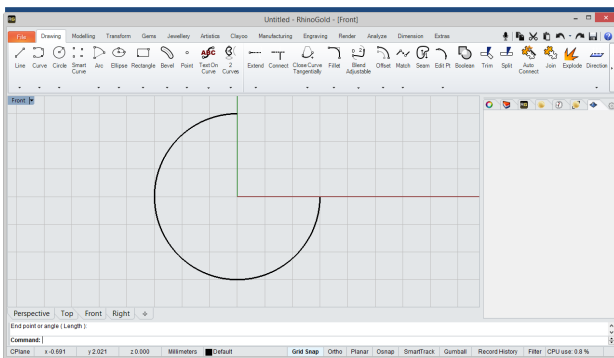 Untitled - RhinoGold - [Front]
File Drawing Modelling Transform Gems Jewellery Artistics Clayoo Manufacturing Engraving Render Analyze Dimension Extras
Line Curve Circle Smart Curve Arc Ellipse Rectangle Bevel Point Text On Curve 2 Curves Extend Connect Close Curve Tangentially Fillet Blend Adjustable Offset Match Seam Edit Pt Boolean Trim Split Auto Connect Join Explode Direction
Front
Perspective Top Front Right
End point or angle ( Length ):
Command:
CPlane x -0.691 y 2.021 z 0.000 Millimeters Default Grid Snap Ortho Planar Osnap SmartTrack Gumball Record History Filter CPU use: 0.8 %